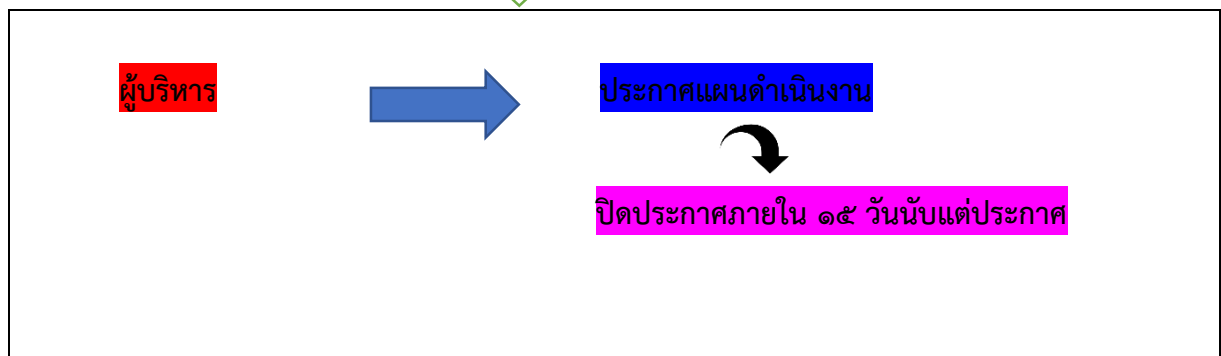 ผู้บริหาร
ประกาศแผนดำเนินงาน
ปิดประกาศภายใน ๑๕ วันนับแต่ประกาศ